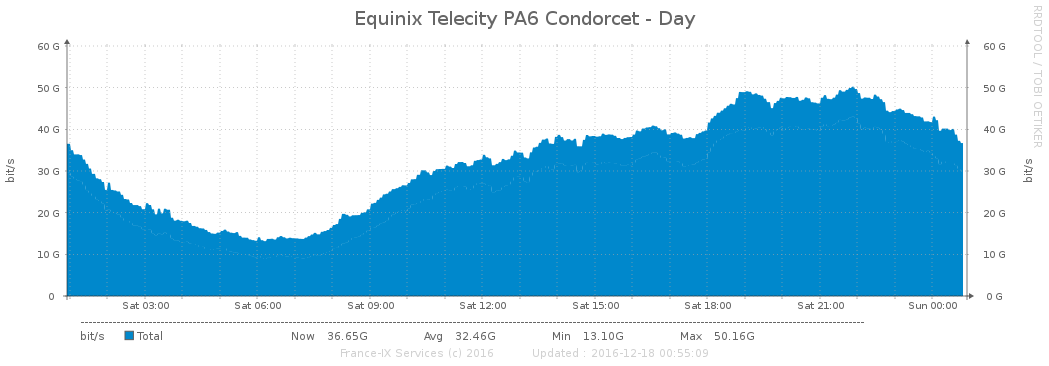 Equinix Telecity PA6 Condorcet - Day
RRDTOOL / TOBI OETIKER
60 G 60 G
50 G 50 G
40 G 40 G
30 G 30 G
20 G 20 G
10 G 10 G
0 0 G
bit/s
bit/s
Sat 03:00 Sat 06:00 Sat 09:00 Sat 12:00 Sat 15:00 Sat 18:00 Sat 21:00 Sun 00:00
bit/s Total Now 36.65G Avg 32.46G Min 13.10G Max 50.16G
France-IX Services (c) 2016 Updated : 2016-12-18 00:55:09